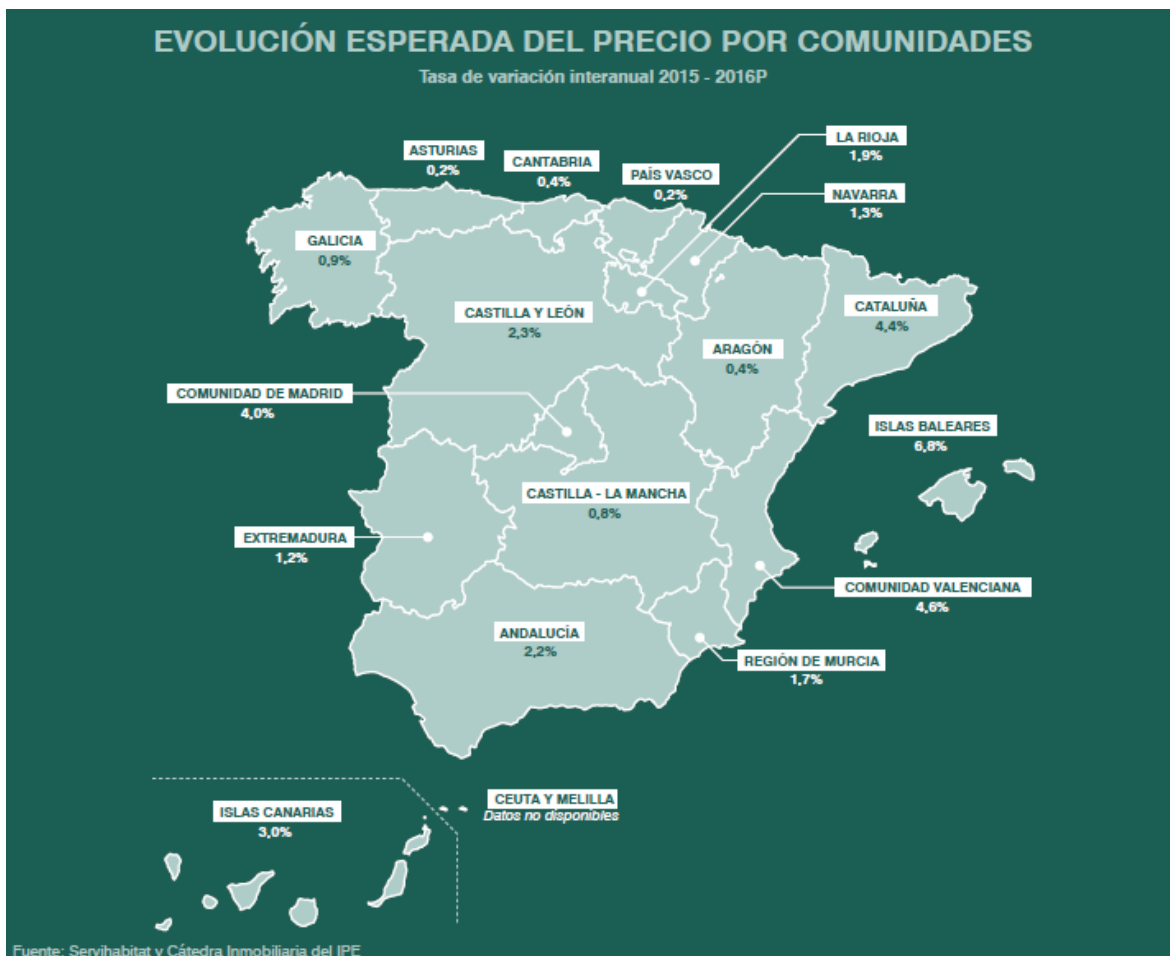 EVOLUCIÓN ESPERADA DEL PRECIO POR COMUNIDADES
Tasa de variación interanual 2015 - 2016P
LA RIOJA
1,9%
ASTURIAS
0,2%
CANTABRIA
0,4%
PAÍS VASCO
0,2%
NAVARRA
1,3%
GALICIA
0,9%
CASTILLA Y LEÓN
2,3%
CATALUÑA
4,4%
ARAGÓN
0,4%
COMUNIDAD DE MADRID
4,0%
ISLAS BALEARES
6,8%
CASTILLA - LA MANCHA
0,8%
EXTREMADURA
1,2%
COMUNIDAD VALENCIANA
4,6%
ANDALUCÍA
2,2%
REGIÓN DE MURCIA
1,7%
CEUTA Y MELILLA
Datos no disponibles
ISLAS CANARIAS
3,0%
Fuente: Servihabitat y Cátedra Inmobiliaria del IPE